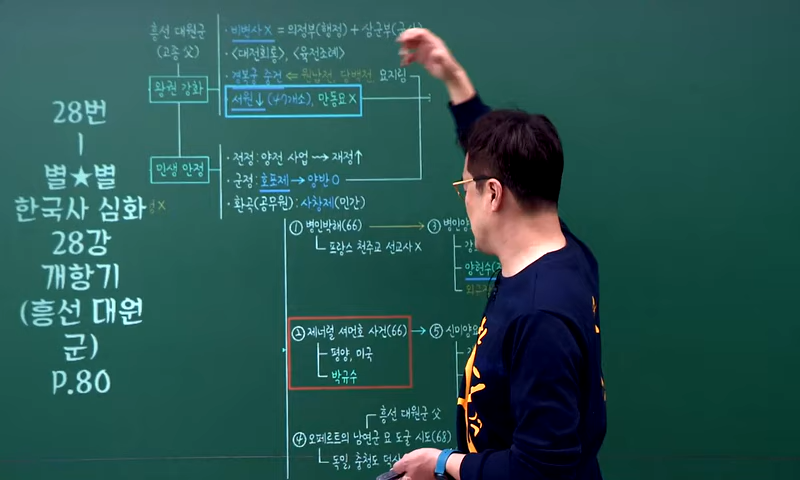 28번
|
별★별
한국사 심화
28강
개항기
(흥선 대원
군)
P.80
흥선 대원군
(고종 父)
왕권 강화
· 비변사 X = 의정부(행정) + 삼군부(군사)
· <대전회통>, <육전조례>
· 경복궁 중건 ⇐ 원납전, 당백전 묘지림
· 서원↓(47개소), 만동묘 X
민생 안정
· 전정: 양전 사업 → 재정↑
· 군정: 호포제 → 양반 O
· 환곡(공무원): 사창제(민간)
① 병인박해(66)
프랑스 천주교 선교사 X
③ 병인양
양헌수(
외규
② 제너럴 셔먼호 사건(66)
평양, 미국
박규수
⑤ 신미양요
흥선 대원군 父
④ 오페르트의 남연군 묘 도굴 시도(68)
독일, 충청도 덕산